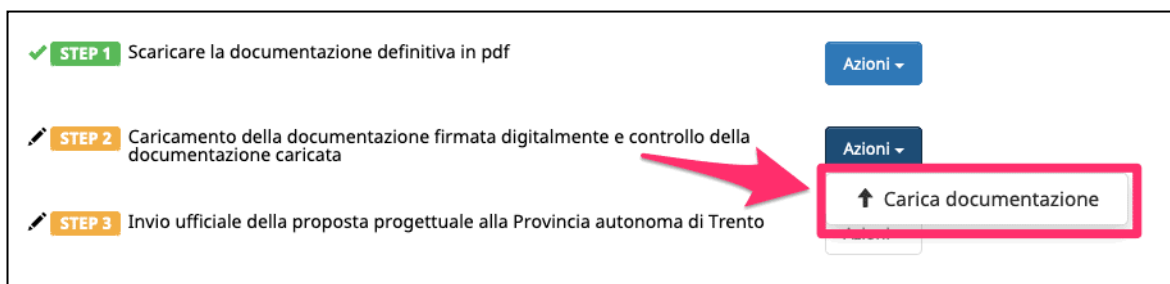 STEP 1 Scaricare la documentazione definitiva in pdf
Azioni
STEP 2 Caricamento della documentazione firmata digitalmente e controllo della
documentazione caricata
Azioni
Carica documentazione
STEP 3 Invio ufficiale della proposta progettuale alla Provincia autonoma di Trento